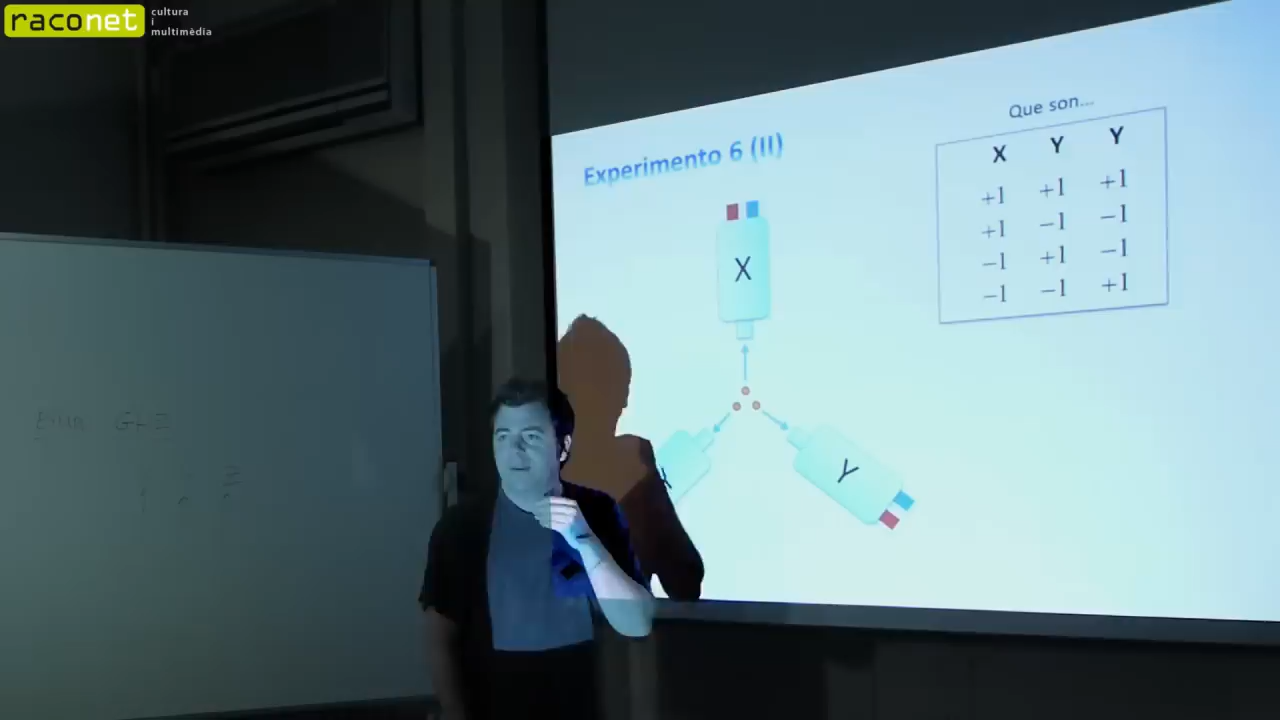 raconet
cultura
i
multimèdia
Experimento 6 (II)
Que son...
X Y Y
+1 +1 +1
+1 −1 −1
−1 +1 −1
−1 −1 +1
X
Y